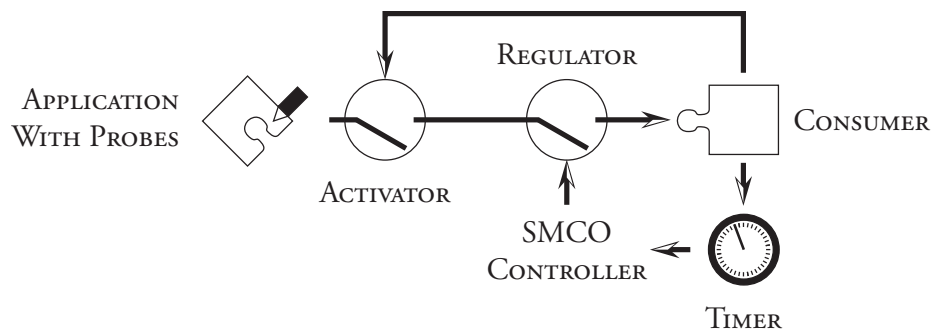 APPLICATION
WITH PROBES
ACTIVATOR
REGULATOR
SMCO
CONTROLLER
CONSUMER
TIMER